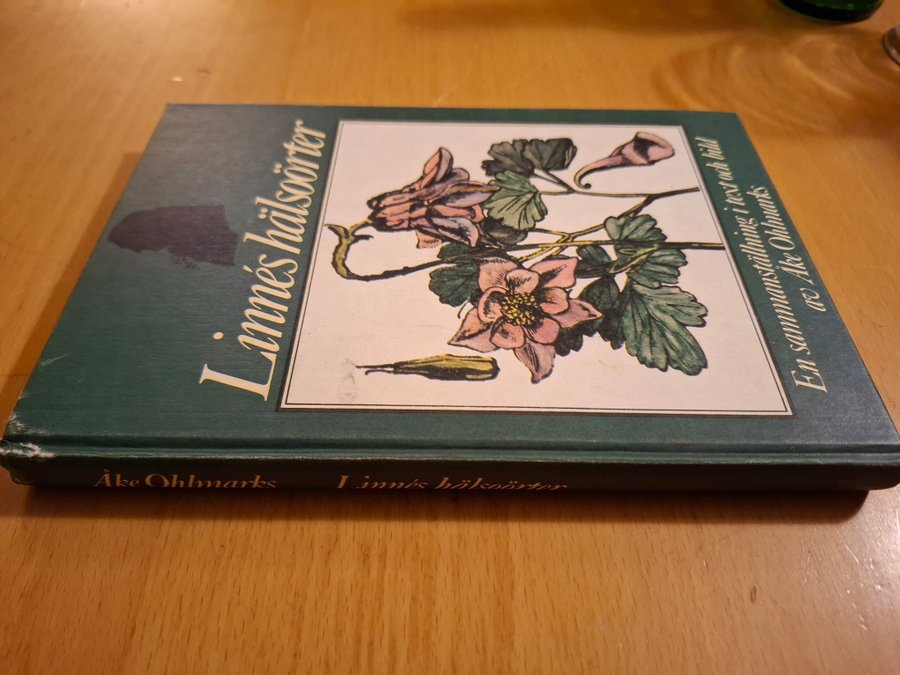 Linnés hälsoörter
En sammanställning i text och bild
av Åke Ohlmarks
Åke Ohlmarks Linnés hälsoörter